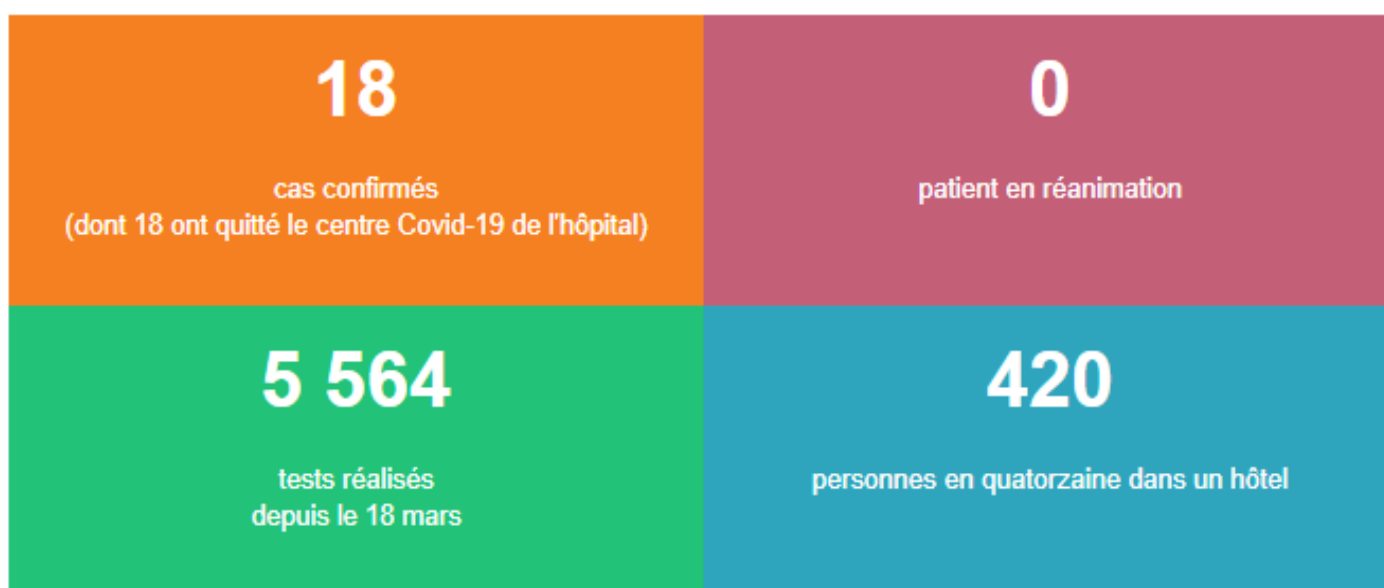 18
cas confirmés
(dont 18 ont quitté le centre Covid-19 de l'hôpital)
0
patient en réanimation
5 564
tests réalisés
depuis le 18 mars
420
personnes en quatorzaine dans un hôtel